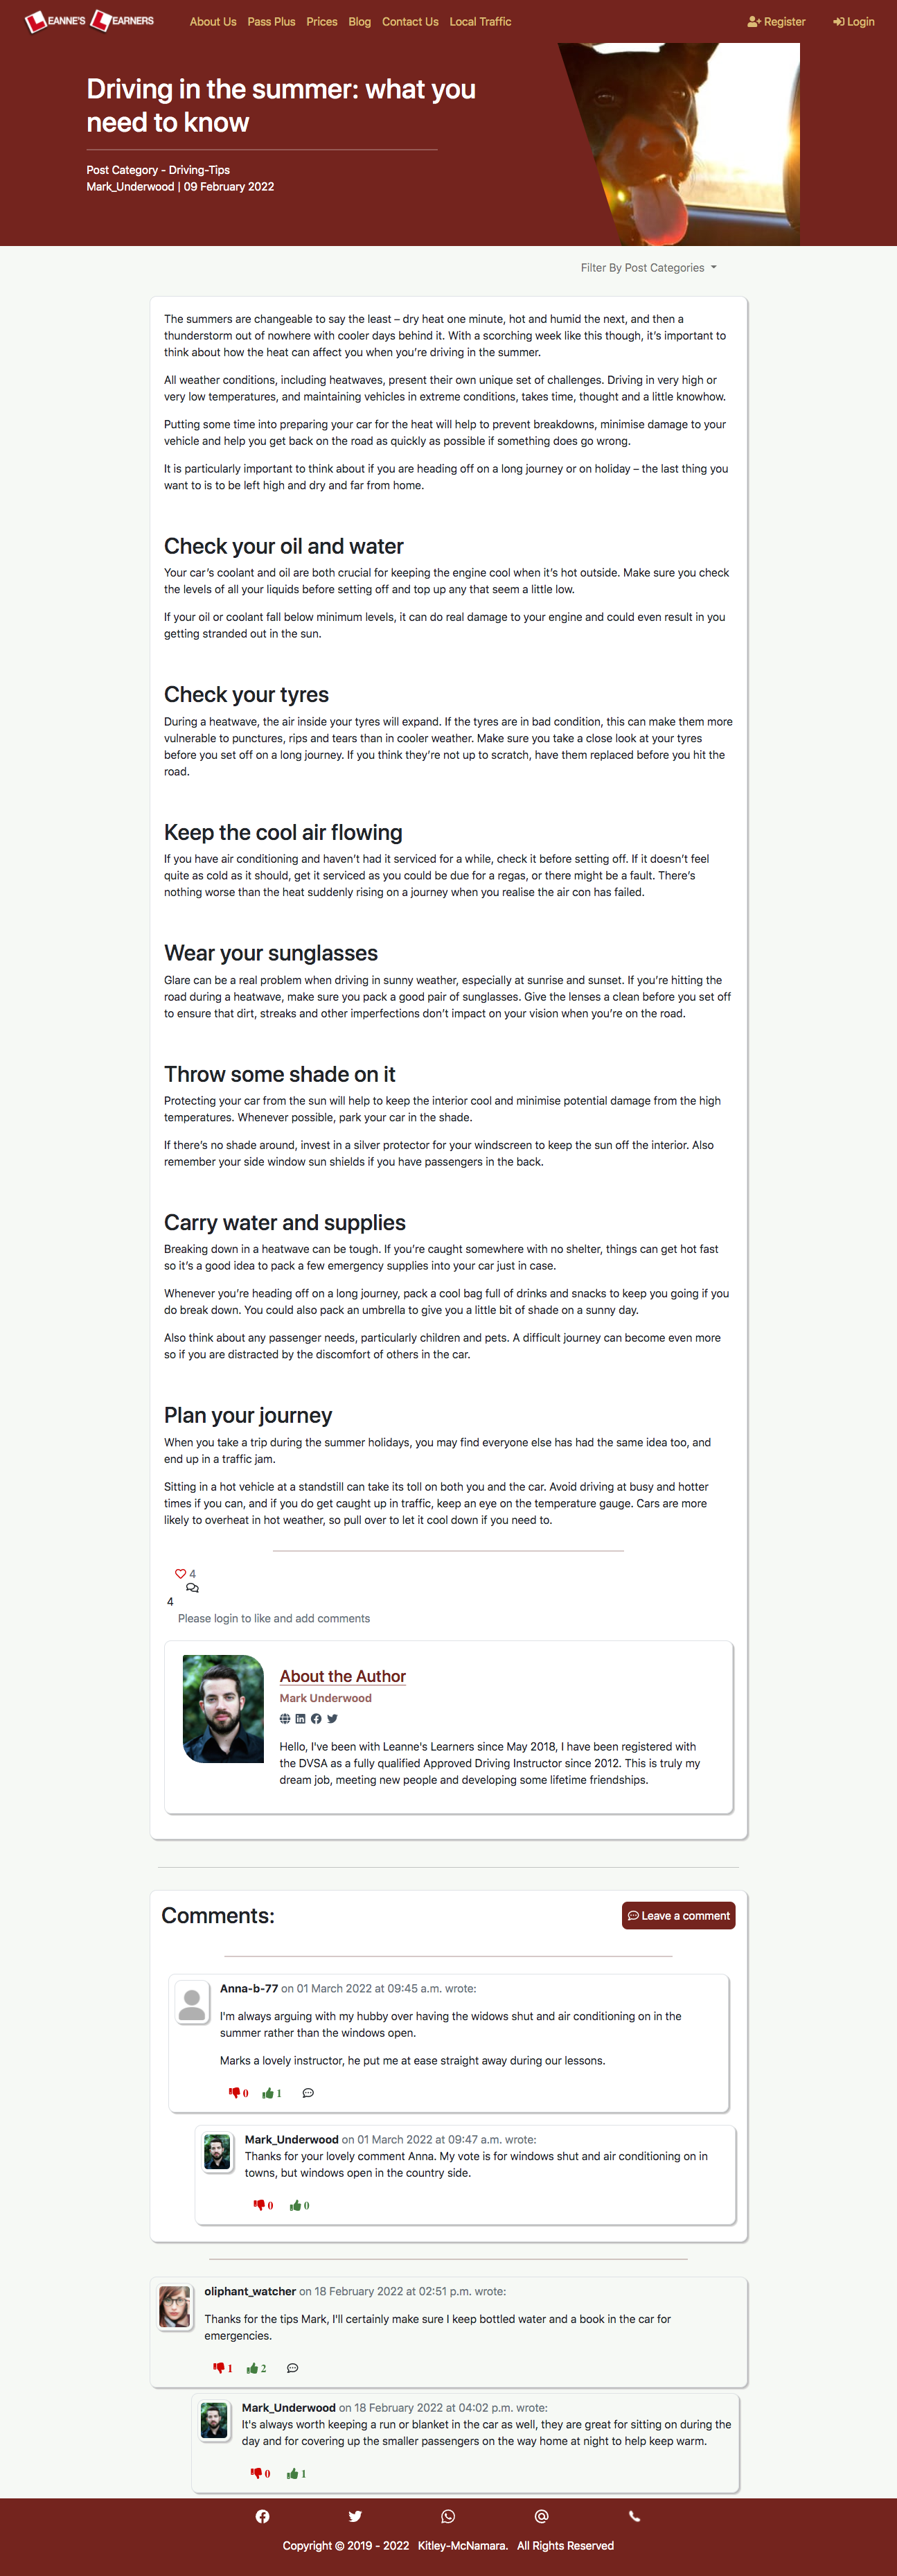 LEANNE'S LEARNERS About Us Pass Plus Prices Blog Contact Us Local Traffic Register Login
Driving in the summer: what you
need to know
Post Category - Driving-Tips
Mark_Underwood | 09 February 2022
Filter By Post Categories
The summers are changeable to say the least – dry heat one minute, hot and humid the next, and then a
thunderstorm out of nowhere with cooler days behind it. With a scorching week like this though, it’s important to
think about how the heat can affect you when you’re driving in the summer.
All weather conditions, including heatwaves, present their own unique set of challenges. Driving in very high or
very low temperatures, and maintaining vehicles in extreme conditions, takes time, thought and a little knowhow.
Putting some time into preparing your car for the heat will help to prevent breakdowns, minimise damage to your
vehicle and help you get back on the road as quickly as possible if something does go wrong.
It is particularly important to think about if you are heading off on a long journey or on holiday – the last thing you
want to is to be left high and dry and far from home.
Check your oil and water
Your car’s coolant and oil are both crucial for keeping the engine cool when it’s hot outside. Make sure you check
the levels of all your liquids before setting off and top up any that seem a little low.
If your oil or coolant fall below minimum levels, it can do real damage to your engine and could even result in you
getting stranded out in the sun.
Check your tyres
During a heatwave, the air inside your tyres will expand. If the tyres are in bad condition, this can make them more
vulnerable to punctures, rips and tears than in cooler weather. Make sure you take a close look at your tyres
before you set off on a long journey. If you think they’re not up to scratch, have them replaced before you hit the
road.
Keep the cool air flowing
If you have air conditioning and haven’t had it serviced for a while, check it before setting off. If it doesn’t feel
quite as cold as it should, get it serviced as you could be due for a regas, or there might be a fault. There’s
nothing worse than the heat suddenly rising on a journey when you realise the air con has failed.
Wear your sunglasses
Glare can be a real problem when driving in sunny weather, especially at sunrise and sunset. If you’re hitting the
road during a heatwave, make sure you pack a good pair of sunglasses. Give the lenses a clean before you set off
to ensure that dirt, streaks and other imperfections don’t impact on your vision when you’re on the road.
Throw some shade on it
Protecting your car from the sun will help to keep the interior cool and minimise potential damage from the high
temperatures. Whenever possible, park your car in the shade.
If there’s no shade around, invest in a silver protector for your windscreen to keep the sun off the interior. Also
remember your side window sun shields if you have passengers in the back.
Carry water and supplies
Breaking down in a heatwave can be tough. If you’re caught somewhere with no shelter, things can get hot fast
so it’s a good idea to pack a few emergency supplies into your car just in case.
Whenever you’re heading off on a long journey, pack a cool bag full of drinks and snacks to keep you going if you
do break down. You could also pack an umbrella to give you a little bit of shade on a sunny day.
Also think about any passenger needs, particularly children and pets. A difficult journey can become even more
so if you are distracted by the discomfort of others in the car.
Plan your journey
When you take a trip during the summer holidays, you may find everyone else has had the same idea too, and
end up in a traffic jam.
Sitting in a hot vehicle at a standstill can take its toll on both you and the car. Avoid driving at busy and hotter
times if you can, and if you do get caught up in traffic, keep an eye on the temperature gauge. Cars are more
likely to overheat in hot weather, so pull over to let it cool down if you need to.
4
4
Please login to like and add comments
About the Author
Mark Underwood
Hello, I've been with Leanne's Learners since May 2018, I have been registered with
the DVSA as a fully qualified Approved Driving Instructor since 2012. This is truly my
dream job, meeting new people and developing some lifetime friendships.
Comments:
Leave a comment
Anna-b-77 on 01 March 2022 at 09:45 a.m. wrote:
I'm always arguing with my hubby over having the widows shut and air conditioning on in the
summer rather than the windows open.
Marks a lovely instructor, he put me at ease straight away during our lessons.
0 1
Mark_Underwood on 01 March 2022 at 09:47 a.m. wrote:
Thanks for your lovely comment Anna. My vote is for windows shut and air conditioning on in
towns, but windows open in the country side.
0 0
oliphant_watcher on 18 February 2022 at 02:51 p.m. wrote:
Thanks for the tips Mark, I'll certainly make sure I keep bottled water and a book in the car for
emergencies.
1 2
Mark_Underwood on 18 February 2022 at 04:02 p.m. wrote:
It's always worth keeping a run or blanket in the car as well, they are great for sitting on during the
day and for covering up the smaller passengers on the way home at night to help keep warm.
0 1
Copyright © 2019 - 2022 Kitley-McNamara. All Rights Reserved